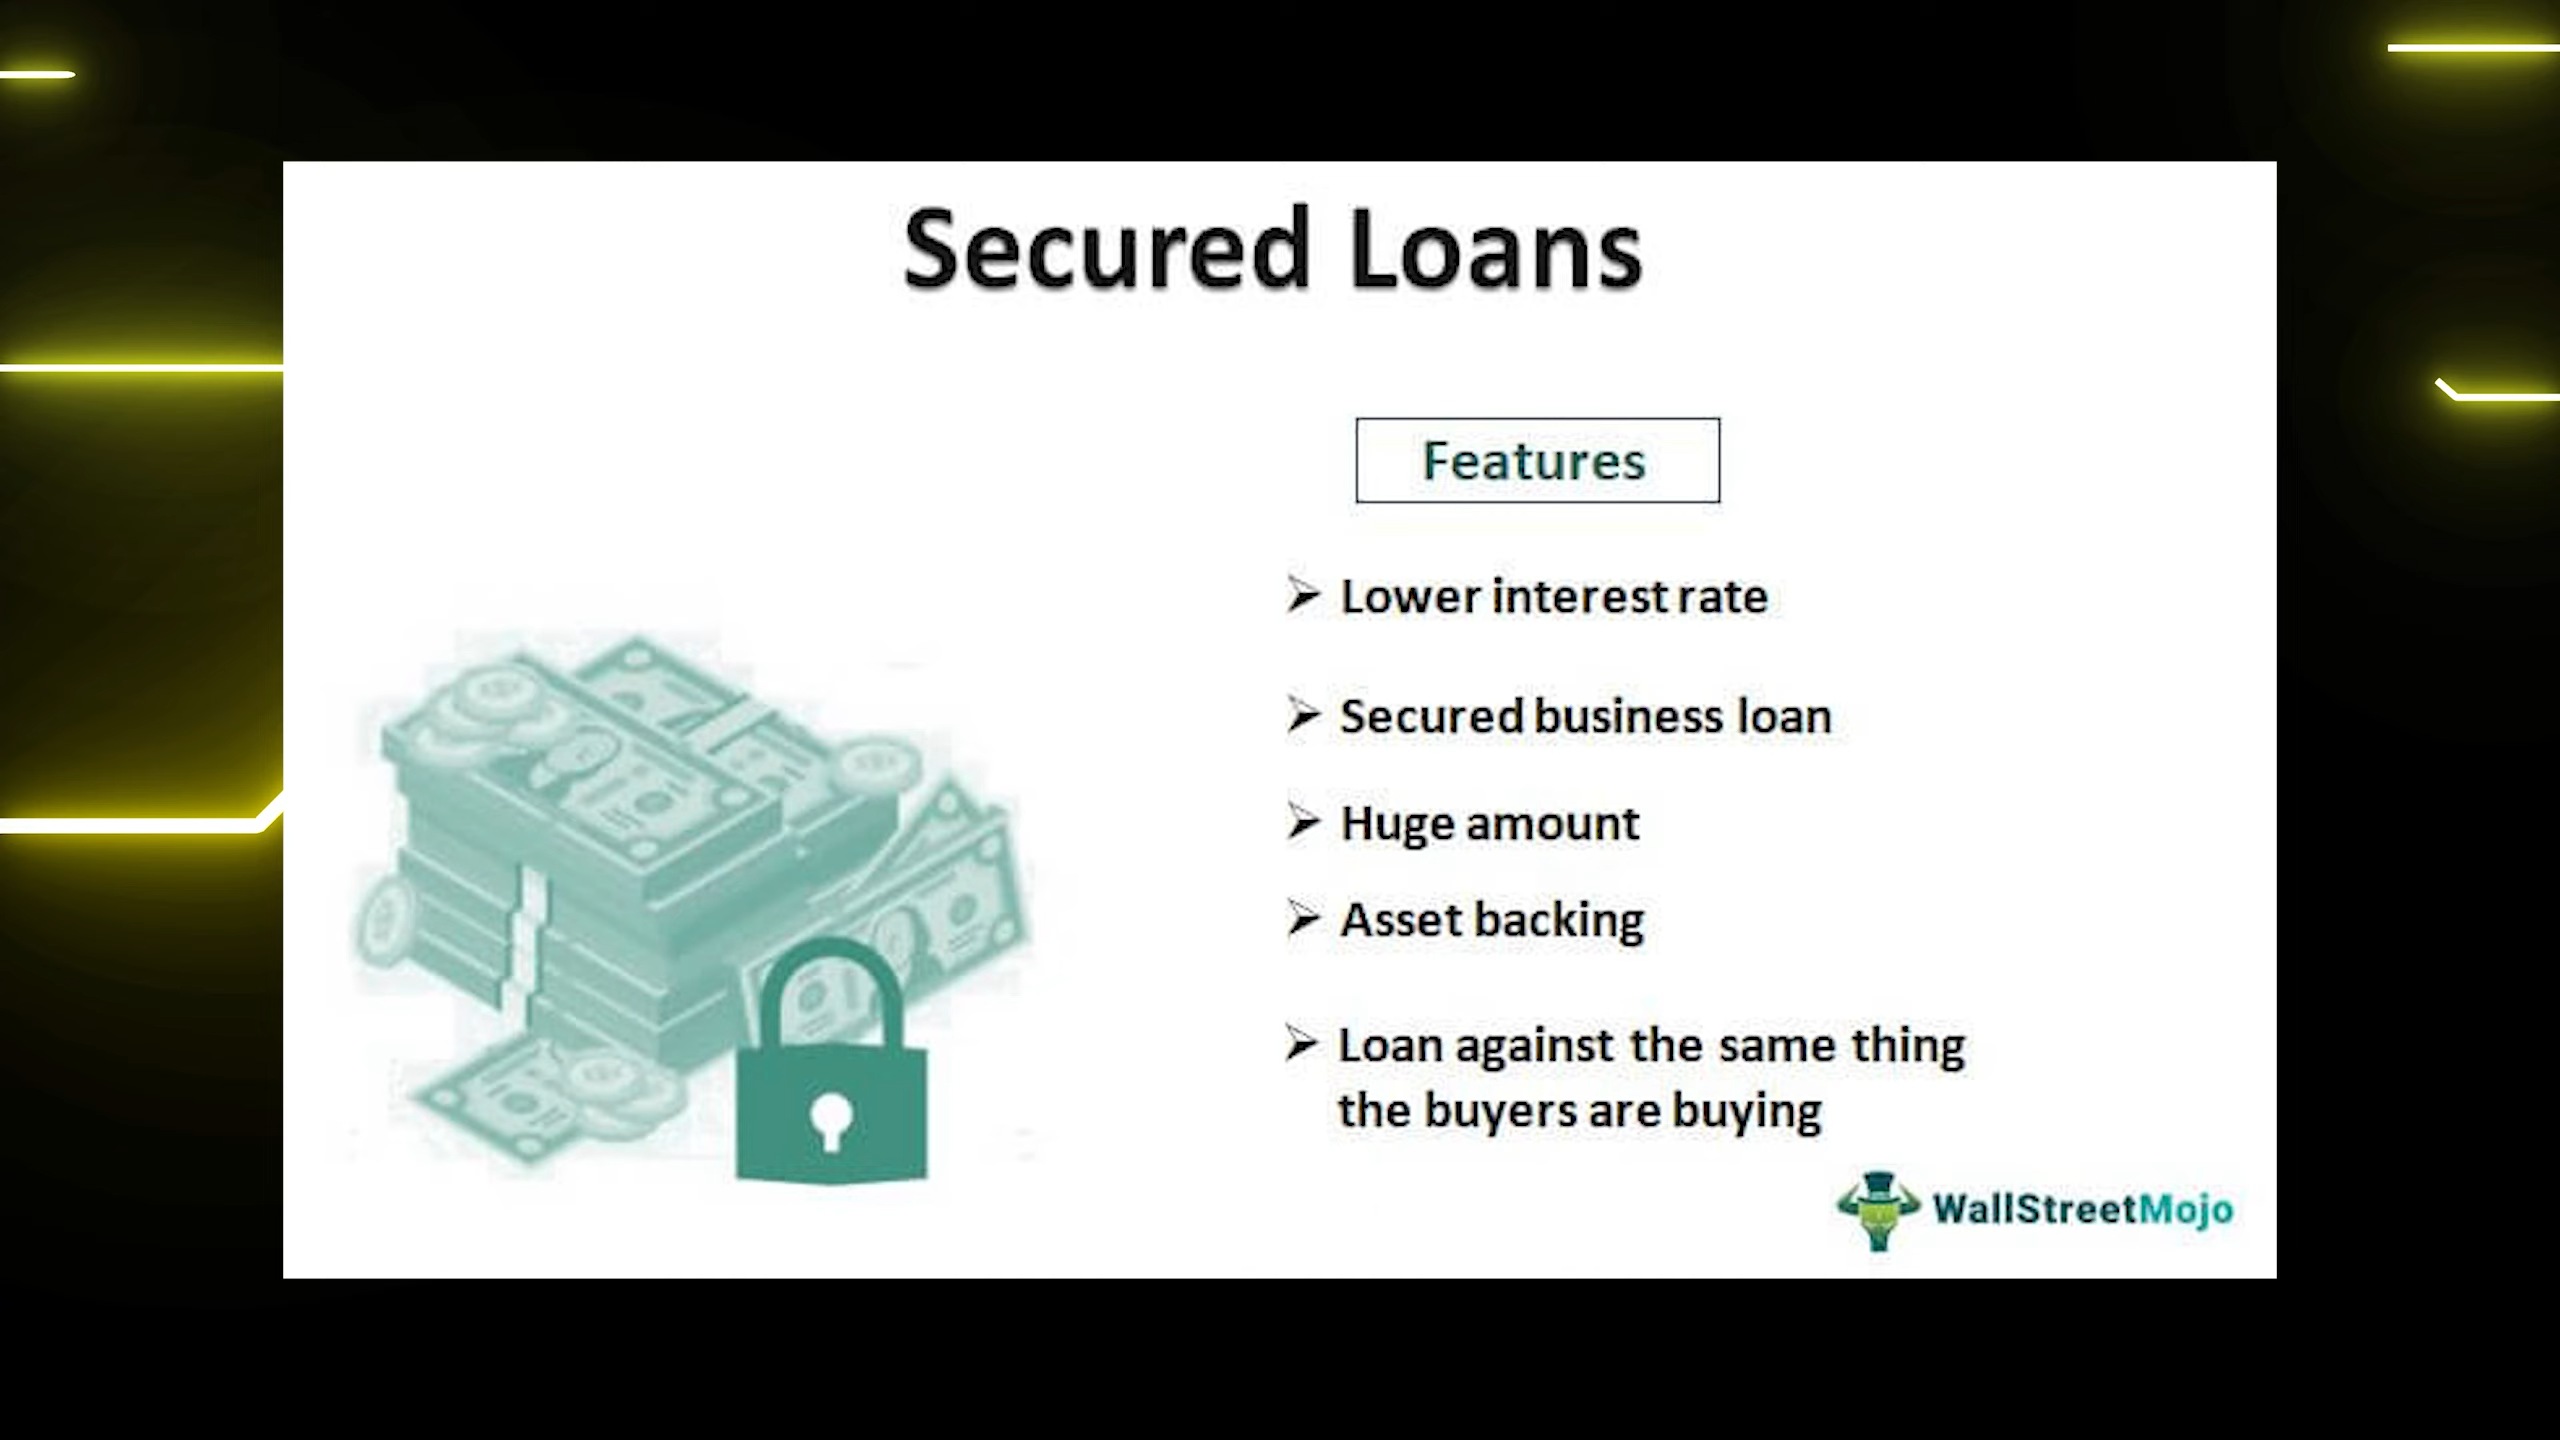 Secured Loans
Features
Lower interest rate
Secured business loan
Huge amount
Asset backing
Loan against the same thing
the buyers are buying
WallStreetMojo